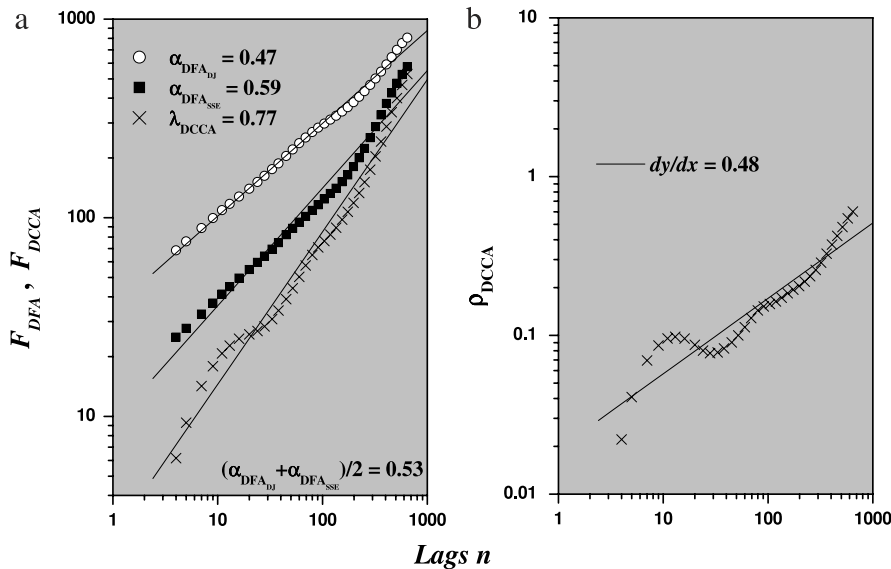 a
1000
100
10
F_DFA , F_DCCA
α_DFA_DJ = 0.47
α_DFA_SSE = 0.59
λ_DCCA = 0.77
(α_DFA_DJ+α_DFA_SSE)/2 = 0.53
1 10 100 1000
b
10
1
0.1
0.01
ρ_DCCA
dy/dx = 0.48
1 10 100 1000
Lags n